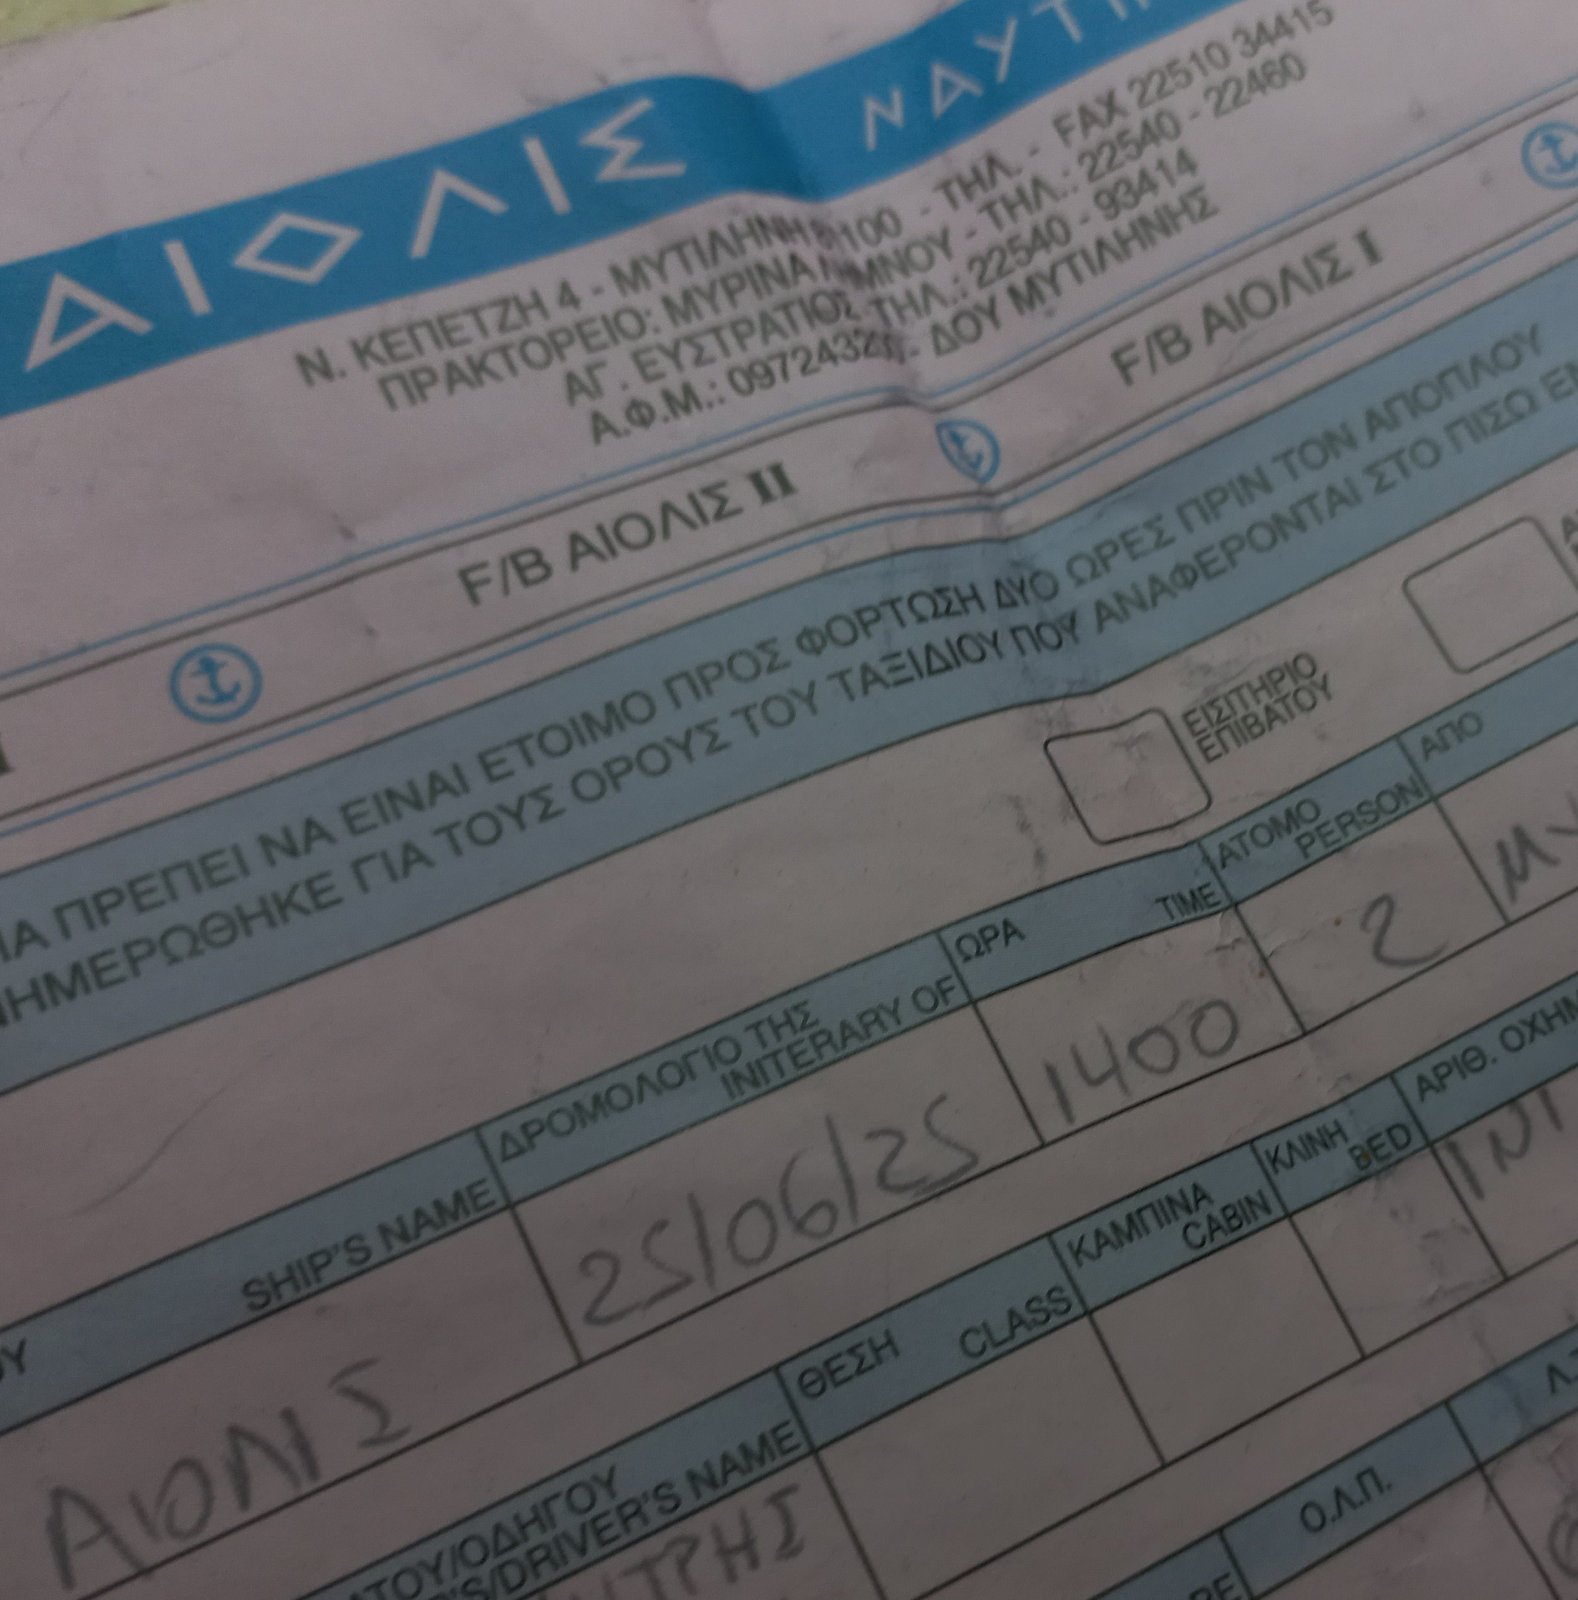 ΑΙΟΛΙΣ
Ν. ΚΕΠΕΤΖΗ 4 - ΜΥΤΙΛΗΝΗ 100 - ΤΗΛ. - FAX 22510 34415
ΠΡΑΚΤΟΡΕΙΟ: ΜΥΡΙΝΑ ΛΗΜΝΟΥ - ΤΗΛ.: 22540 - 22460
ΑΓ. ΕΥΣΤΡΑΤΙΟΣ ΤΗΛ.: 22540 - 93414
Α.Φ.Μ.: - ΔΟΥ ΜΥΤΙΛΗΝΗΣ
F/B ΑΙΟΛΙΣ II F/B ΑΙΟΛΙΣ I
ΠΡΕΠΕΙ ΝΑ ΕΙΝΑΙ ΕΤΟΙΜΟ ΠΡΟΣ ΦΟΡΤΩΣΗ ΔΥΟ ΩΡΕΣ ΠΡΙΝ ΤΟΝ ΑΠΟΠΛΟΥ
ΓΙΑ ΤΟΥΣ ΟΡΟΥΣ ΤΟΥ ΤΑΞΙΔΙΟΥ ΠΟΥ ΑΝΑΦΕΡΟΝΤΑΙ ΣΤΟ ΠΙΣΩ
ΕΙΣΙΤΗΡΙΟ
ΕΠΙΒΑΤΟΥ
SHIP'S NAME ΔΡΟΜΟΛΟΓΙΟ ΤΗΣ INITERARY OF ΩΡΑ TIME ΑΤΟΜΟ PERSON ΑΠΟ
ΑΙΟΛΙΣ 25/06/25 1400 2
ΟΔΗΓΟΥ DRIVER'S NAME ΘΕΣΗ CLASS ΚΑΜΠΙΝΑ CABIN ΚΛΙΝΗ BED ΑΡΙΘ.
Ο.Λ.Π.